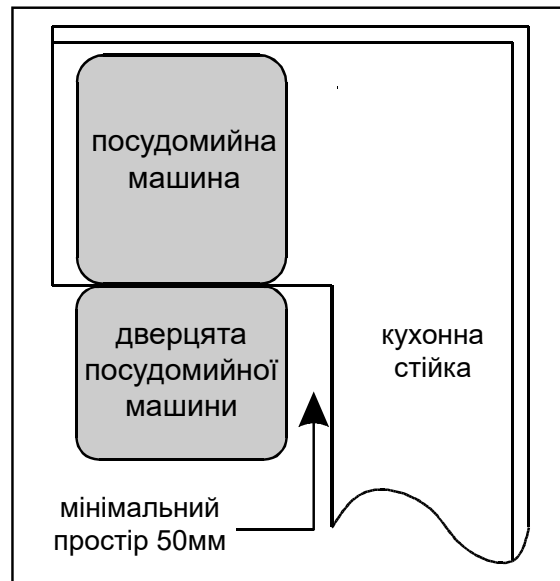 посудомийна
машина
дверцята
посудомийної
машини
кухонна
стійка
мінімальний
простір 50мм